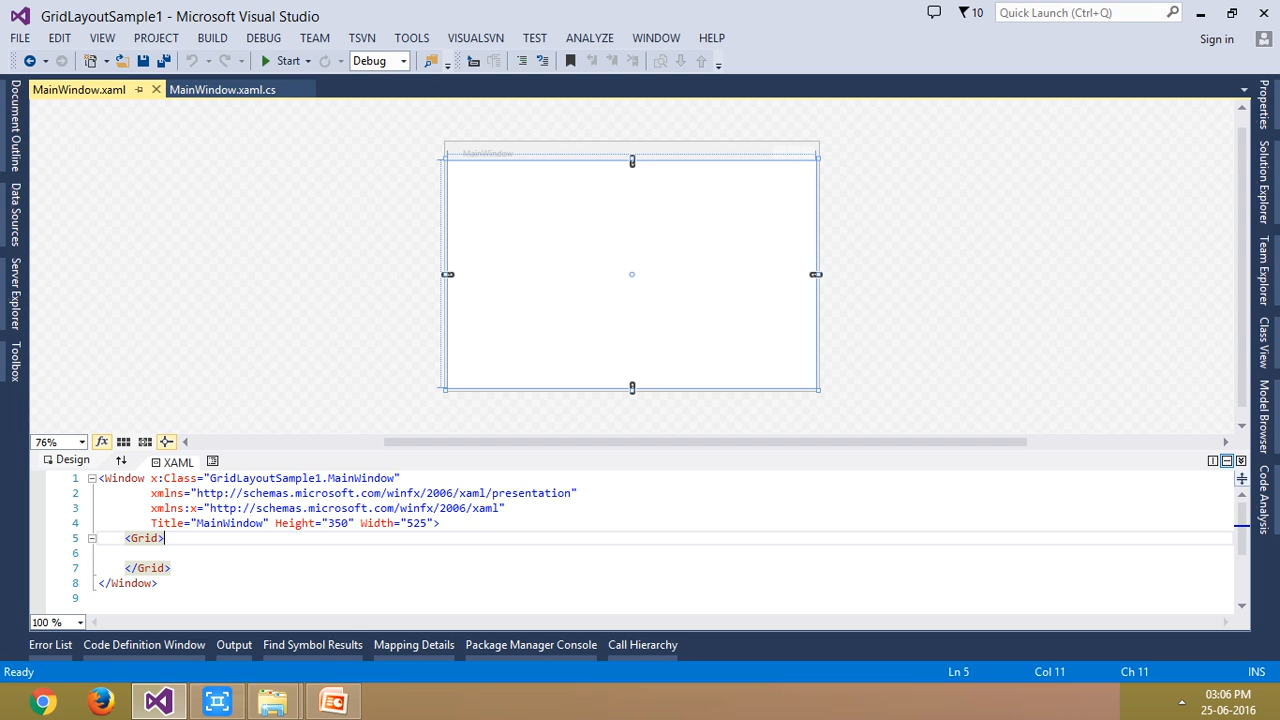 GridLayoutSample1 - Microsoft Visual Studio
10
Quick Launch (Ctrl+Q)
FILE EDIT VIEW PROJECT BUILD DEBUG TEAM TSVN TOOLS VISUALSVN TEST ANALYZE WINDOW HELP
Sign in
Start Debug
MainWindow.xaml MainWindow.xaml.cs
Document Outline
Data Sources
Server Explorer
Toolbox
Properties
Solution Explorer
Team Explorer
Class View
Model Browser
Code Analysis
MainWindow
76% fx
Design XAML
1 <Window x:Class="GridLayoutSample1.MainWindow"
2 xmlns="http://schemas.microsoft.com/winfx/2006/xaml/presentation"
3 xmlns:x="http://schemas.microsoft.com/winfx/2006/xaml"
4 Title="MainWindow" Height="350" Width="525">
5 <Grid>
6
7 </Grid>
8 </Window>
9
100 %
Error List Code Definition Window Output Find Symbol Results Mapping Details Package Manager Console Call Hierarchy
Ready Ln 5 Col 11 Ch 11 INS
03:06 PM
25-06-2016